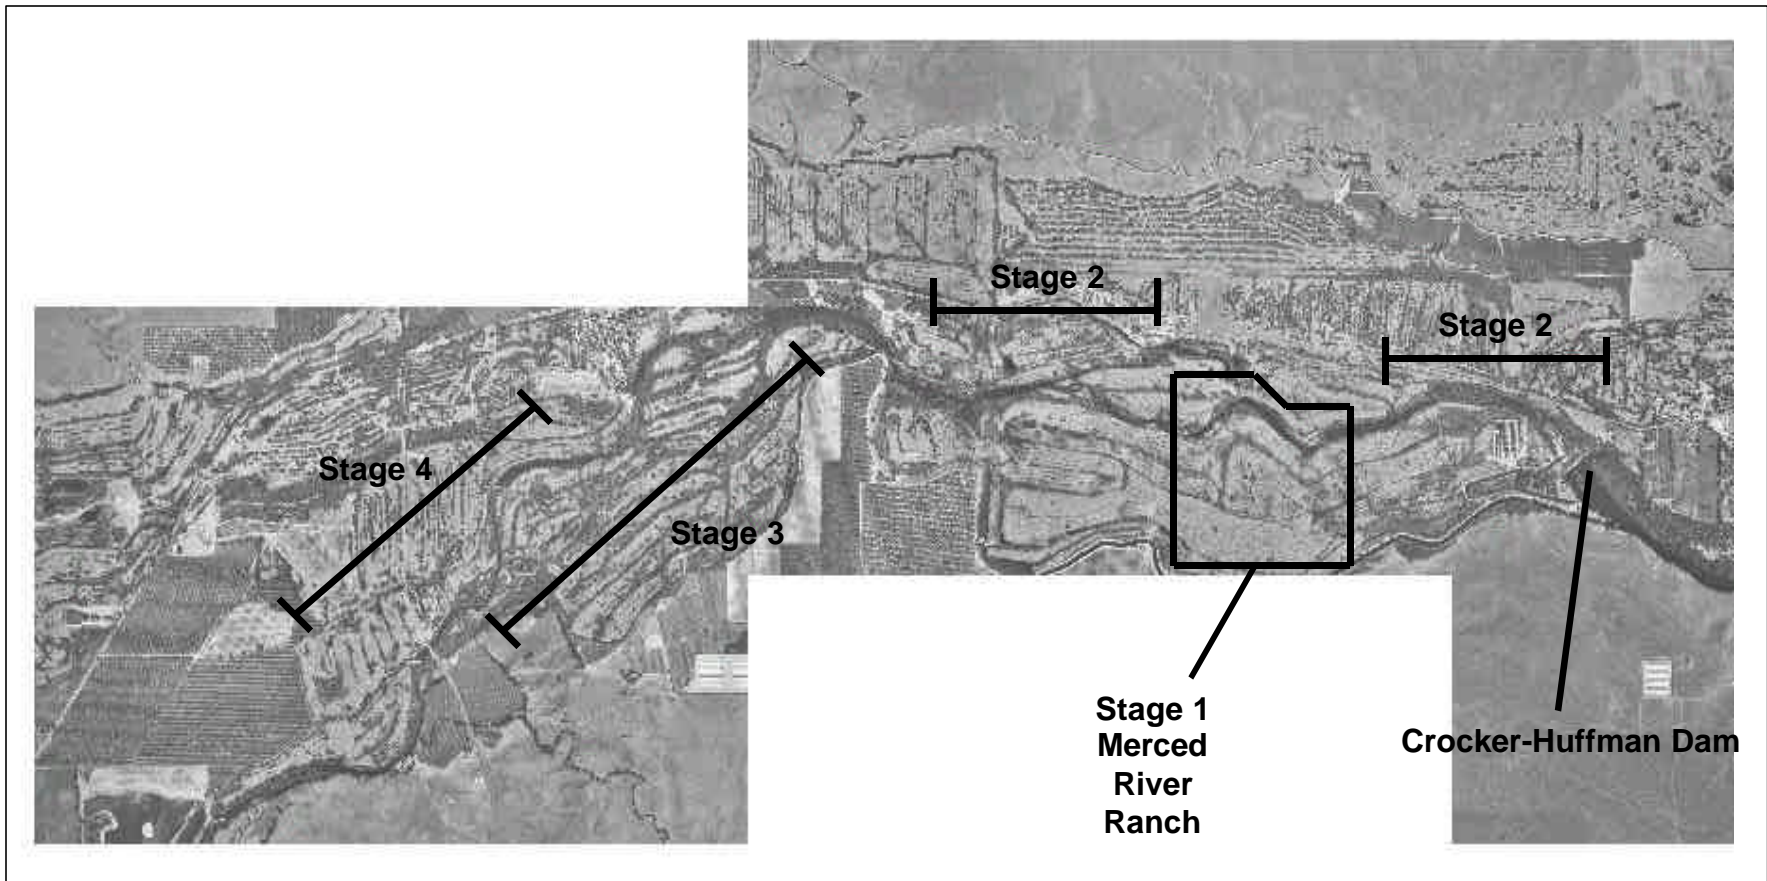 Stage 2
Stage 2
Stage 4
Stage 3
Stage 1
Merced
River
Ranch
Crocker-Huffman Dam